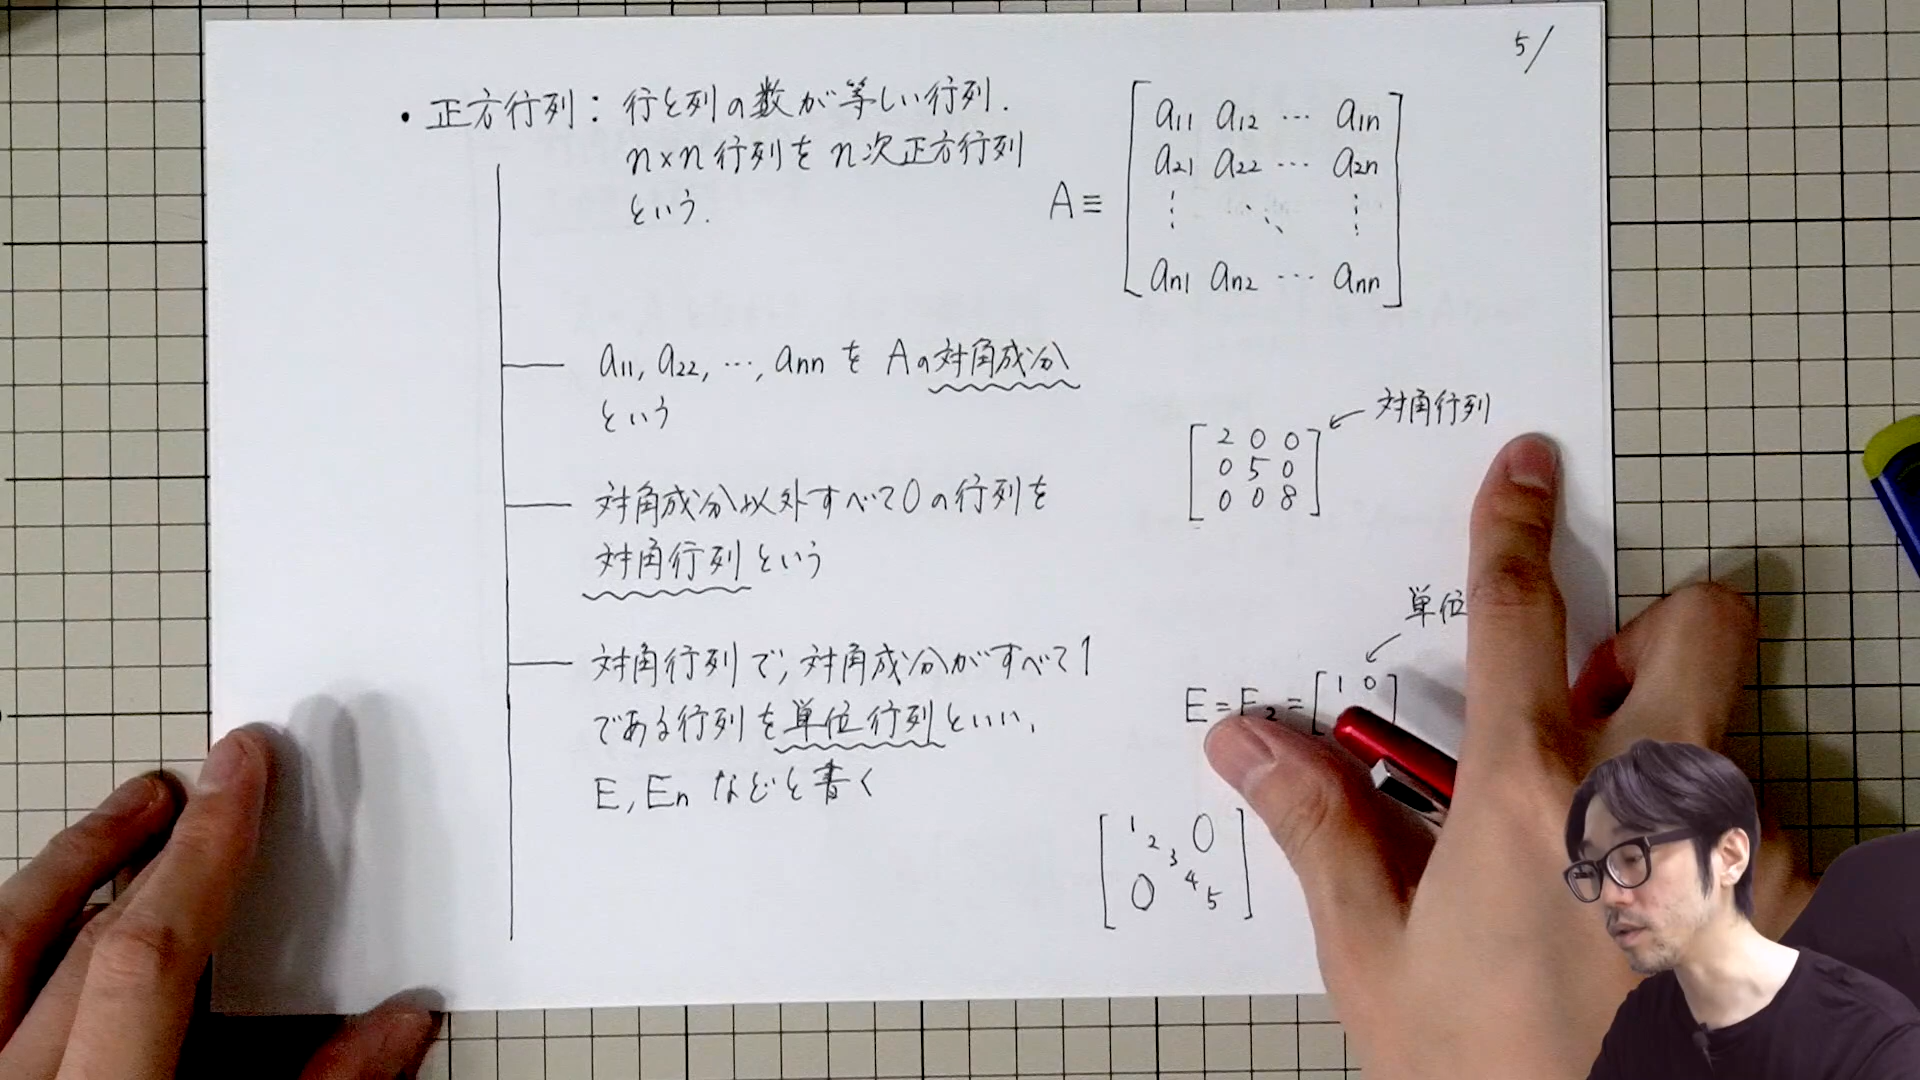 5/
・正方行列: 行と列の数が等しい行列.
n×n行列を n次正方行列
という.
A≡
a11 a12 … a1n
a21 a22 … a2n
⋮ ⋱ ⋮
an1 an2 … ann
a11, a22, …, ann を Aの対角成分
という
対角行列
2 0 0
0 5 0
0 0 8
対角成分以外すべて0の行列を
対角行列という
単位
対角行列で, 対角成分がすべて1
である行列を単位行列といい,
E, En などと書く
E=E2=[1 0]
1 2 3 4 5
0
0